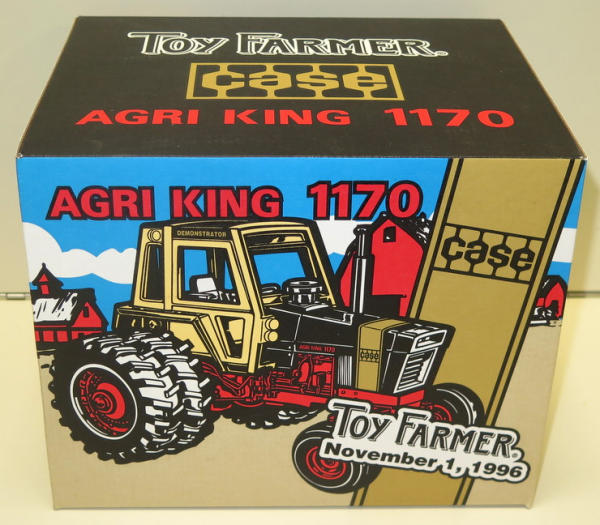 TOY FARMER®
case
AGRI KING 1170
AGRI KING 1170
DEMONSTRATOR
case
AGRI KING 1170
case
TOY FARMER®
November 1, 1996